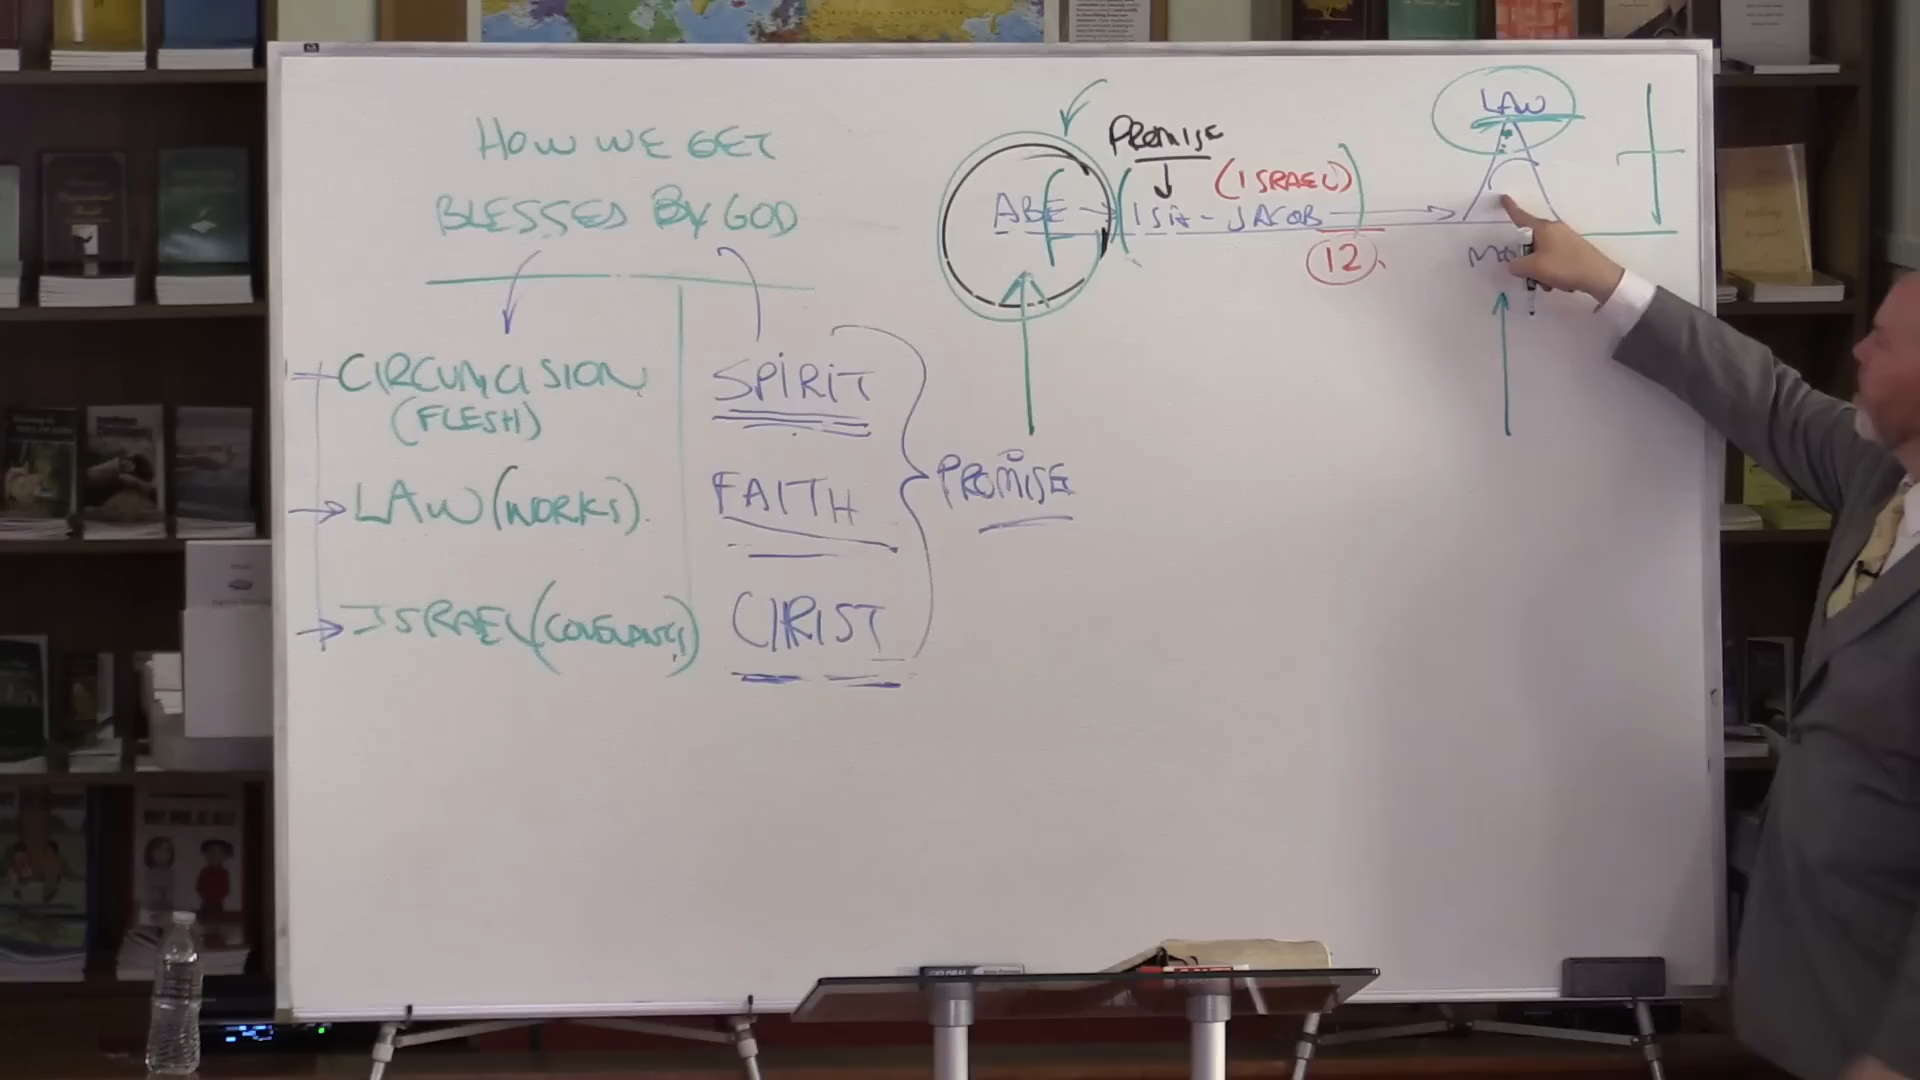 HOW WE GET
BLESSED BY GOD
CIRCUMCISION
(FLESH)
LAW (WORKS).
ISRAEL (COVENANTS)
SPIRIT
FAITH
CHRIST
PROMISE
PROMISE
(ISRAEL)
ABE → ISA - JACOB
12
LAW